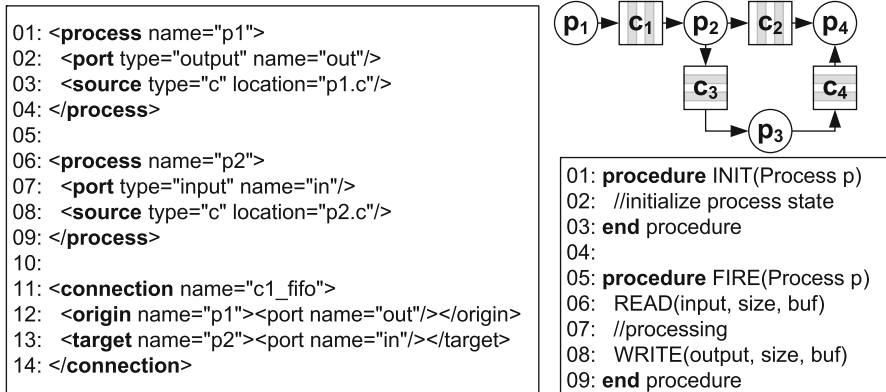 01: <process name="p1">
02: <port type="output" name="out"/>
03: <source type="c" location="p1.c"/>
04: </process>
05:
06: <process name="p2">
07: <port type="input" name="in"/>
08: <source type="c" location="p2.c"/>
09: </process>
10:
11: <connection name="c1_fifo">
12: <origin name="p1"><port name="out"/></origin>
13: <target name="p2"><port name="in"/></target>
14: </connection>
p1 c1 p2 c2 p4
c3 c4
p3
01: procedure INIT(Process p)
02: //initialize process state
03: end procedure
04:
05: procedure FIRE(Process p)
06: READ(input, size, buf)
07: //processing
08: WRITE(output, size, buf)
09: end procedure